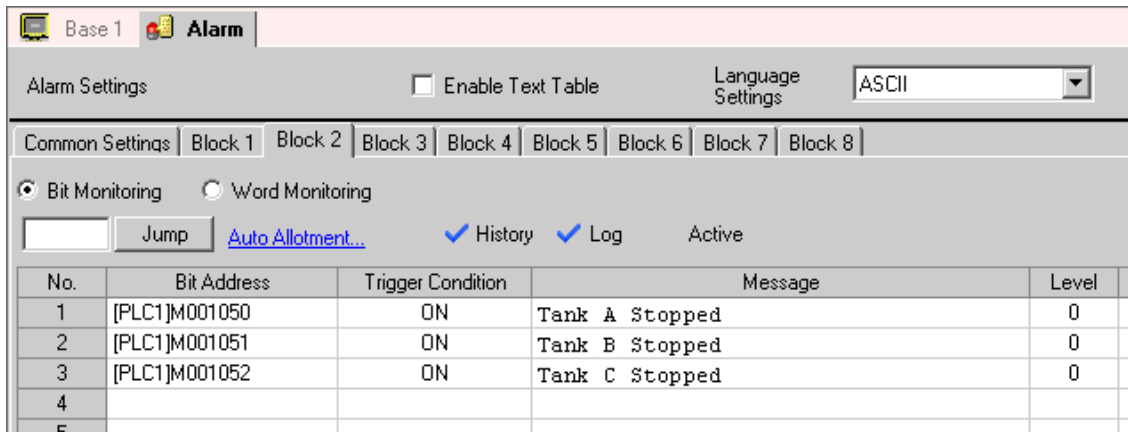 Base 1 Alarm
Alarm Settings Enable Text Table Language Settings ASCII
Common Settings Block 1 Block 2 Block 3 Block 4 Block 5 Block 6 Block 7 Block 8
Bit Monitoring Word Monitoring
Jump Auto Allotment... History Log Active
No. Bit Address Trigger Condition Message Level
1 [PLC1]M001050 ON Tank A Stopped 0
2 [PLC1]M001051 ON Tank B Stopped 0
3 [PLC1]M001052 ON Tank C Stopped 0
4
5